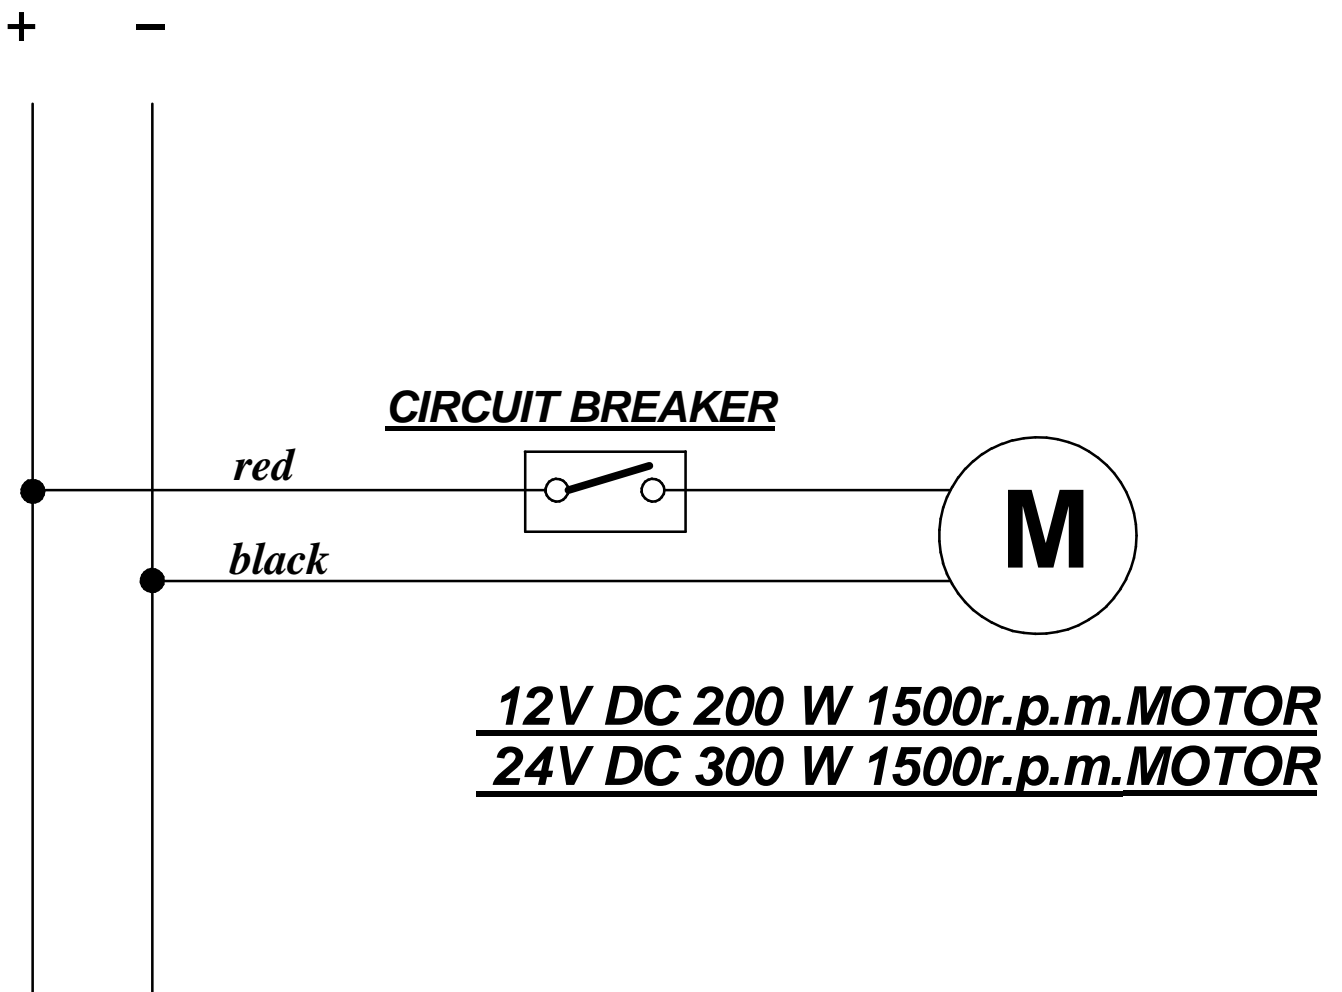 + −
CIRCUIT BREAKER
red
black
M
12V DC 200 W 1500r.p.m.MOTOR
24V DC 300 W 1500r.p.m.MOTOR